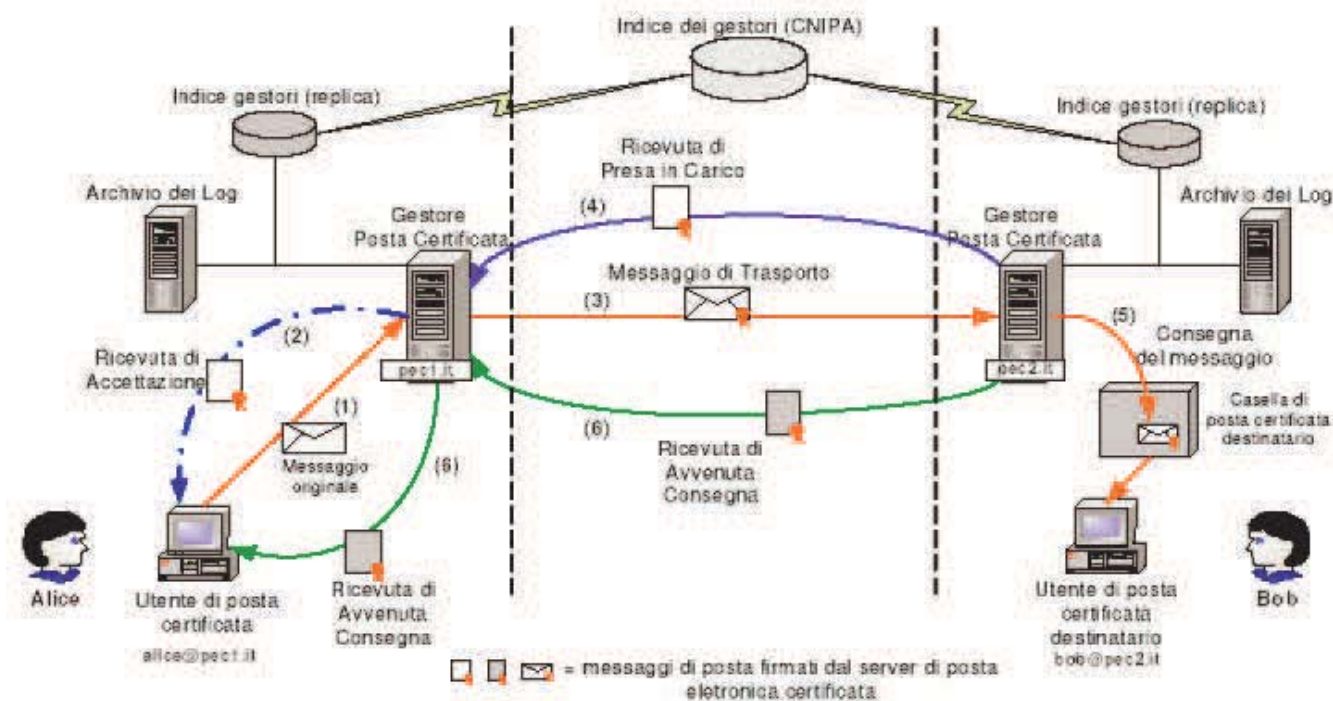 Indice dei gestori (CNIPA)
Indice gestori (replica)
Indice gestori (replica)
Ricevuta di
Presa in Carico
Archivio dei Log
Archivio dei Log
(4)
Gestore
Posta Certificata
Gestore
Posta Certificata
Messaggio di Trasporto
(2)
(3)
(5)
Consegna
del messaggio
Ricevuta di
Accettazione
pec1.it
pec2.it
(1)
Casella di
posta certificata
destinatario
(6)
(6)
Messaggio
originale
Ricevuta di
Avvenuta
Consegna
Alice
Utente di posta
certificata
alice@pec1.it
Ricevuta di
Avvenuta
Consegna
Utente di posta
certificata
destinatario
bob@pec2.it
Bob
= messaggi di posta firmati dal server di posta
eletronica certificata